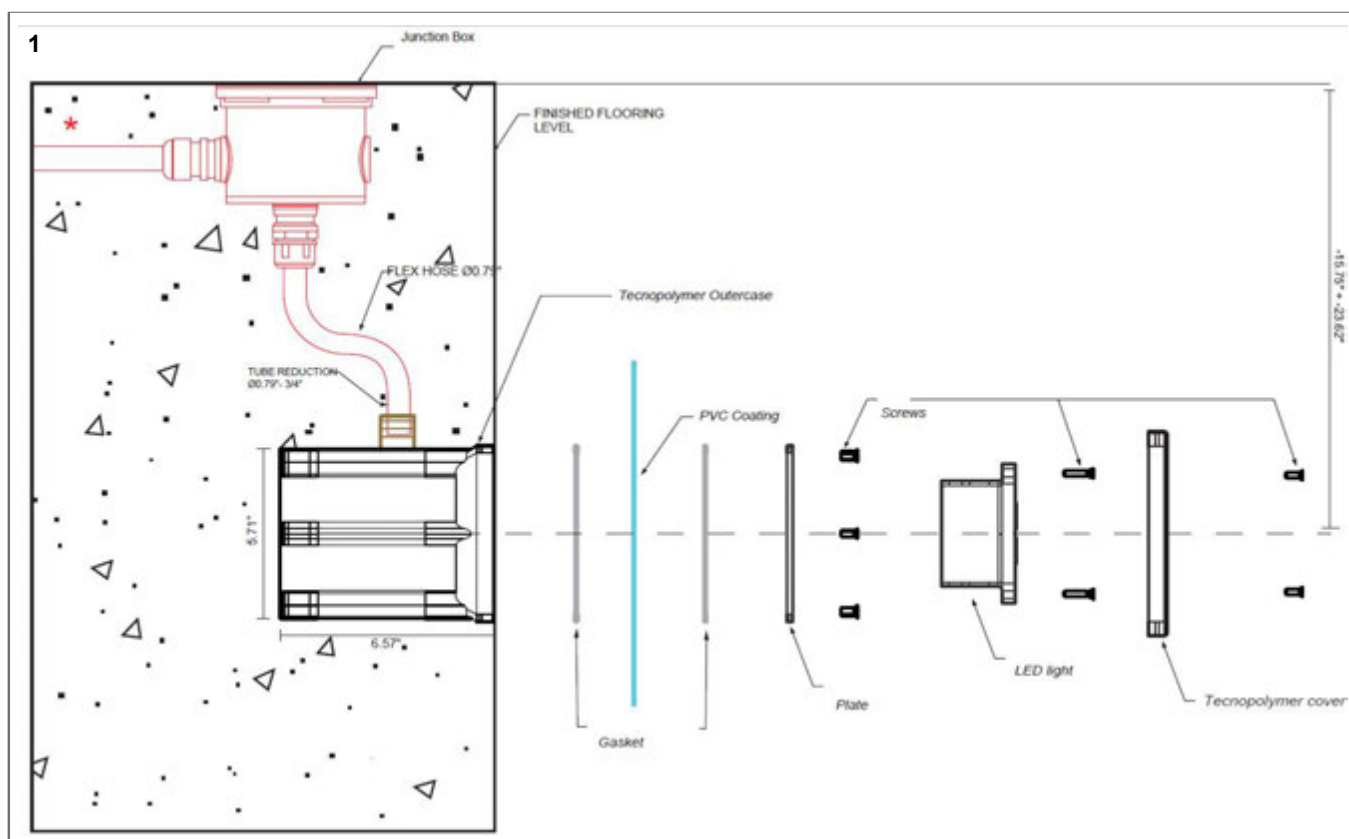 1
Junction Box
*
FINISHED FLOORING
LEVEL
FLEX HOSE Ø0.79"
Tecnopolymer Outercase
-15.75" + -23.62"
TUBE REDUCTION
Ø0.79"- 3/4"
PVC Coating
Screws
5.71"
6.57"
LED light
Plate
Tecnopolymer cover
Gasket